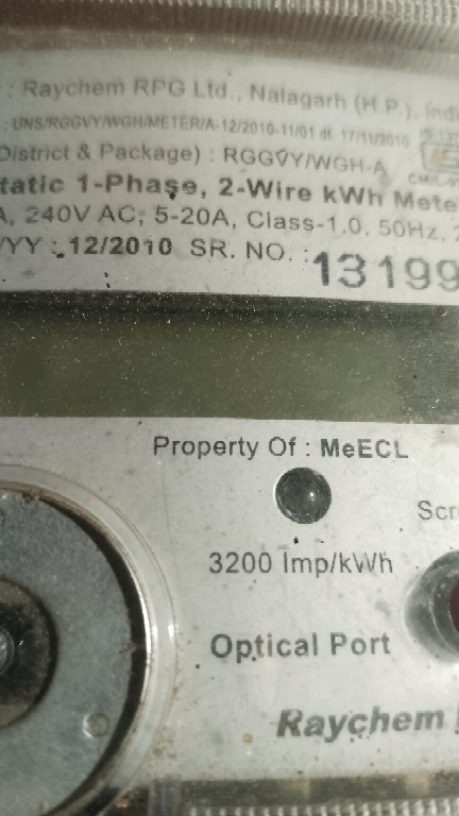 : Raychem RPG Ltd., Nalagarh (H.P.), Indi
: UNS/RGGVY/WGH/METER/A-12/2010-11/01 dt. 17/11/2010
District & Package) : RGGVY/WGH-A
tatic 1-Phase, 2-Wire kWh Mete
A, 240V AC; 5-20A, Class-1.0, 50Hz,
/YY : 12/2010 SR. NO. : 13199
Property Of : MeECL
Scr
3200 Imp/kWh
Optical Port
Raychem